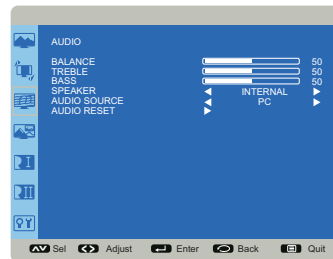 AUDIO
BALANCE 50
TREBLE 50
BASS 50
SPEAKER INTERNAL
AUDIO SOURCE PC
AUDIO RESET
Sel Adjust Enter Back Quit